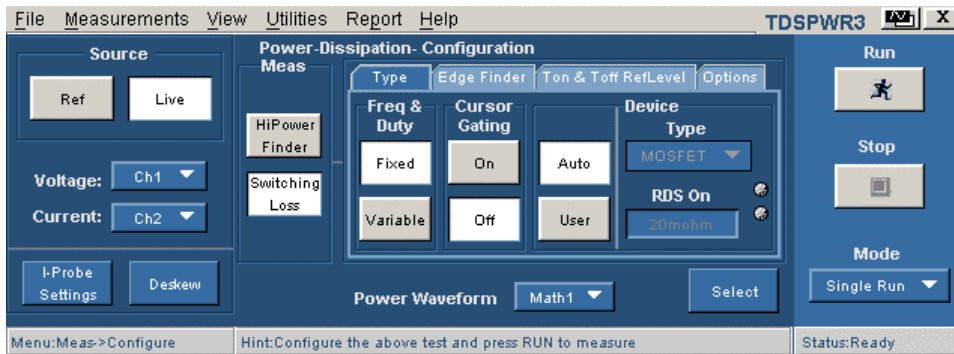 File Measurements View Utilities Report Help
TDSPWR3
X
Source
Ref
Live
Voltage:
Ch1
Current:
Ch2
I-Probe
Settings
Deskew
Power-Dissipation- Configuration
Meas
HiPower
Finder
Switching
Loss
Type
Edge Finder
Ton & Toff RefLevel
Options
Freq &
Duty
Fixed
Variable
Cursor
Gating
On
Off
Auto
User
Device
Type
MOSFET
RDS On
20mohm
Power Waveform
Math1
Select
Run
Stop
Mode
Single Run
Menu:Meas->Configure
Hint:Configure the above test and press RUN to measure
Status:Ready